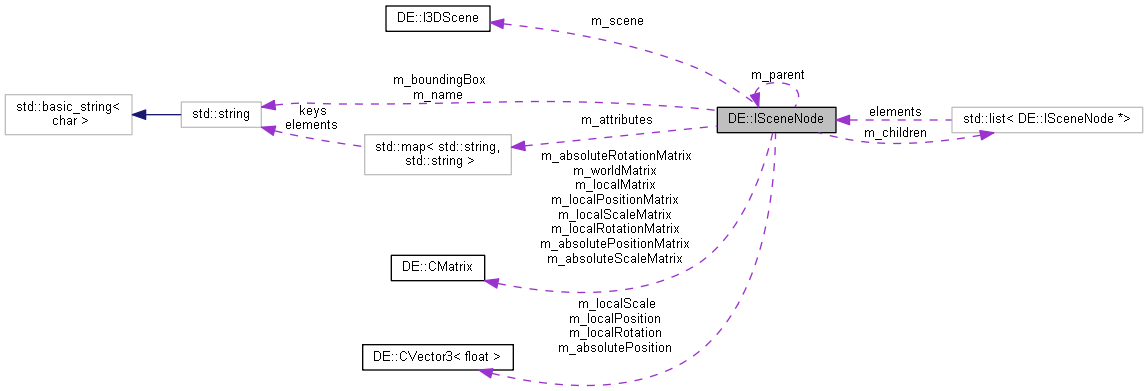 DE::I3DScene
m_scene
m_parent
m_boundingBox
m_name
std::basic_string<
char >
std::string
keys
elements
m_attributes
DE::ISceneNode
elements
m_children
std::list< DE::ISceneNode *>
std::map< std::string,
std::string >
m_absoluteRotationMatrix
m_worldMatrix
m_localMatrix
m_localPositionMatrix
m_localScaleMatrix
m_localRotationMatrix
m_absolutePositionMatrix
m_absoluteScaleMatrix
DE::CMatrix
m_localScale
m_localPosition
m_localRotation
m_absolutePosition
DE::CVector3< float >